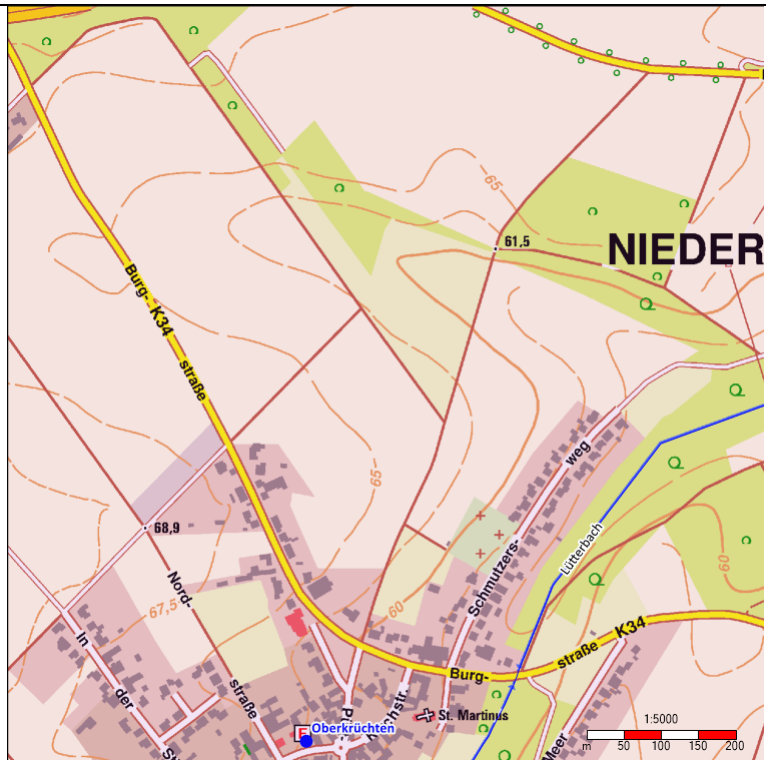 65
61,5
NIEDER
Burg- K34
straße
weg
65
68,9
Schmutzers-
Lütterbach
60
Nord-
67,5
60
In
der
straße
straße K34
Burg-
St. Martinus
F
Oberkrüchten
Meer
1:5000
m 50 100 150 200